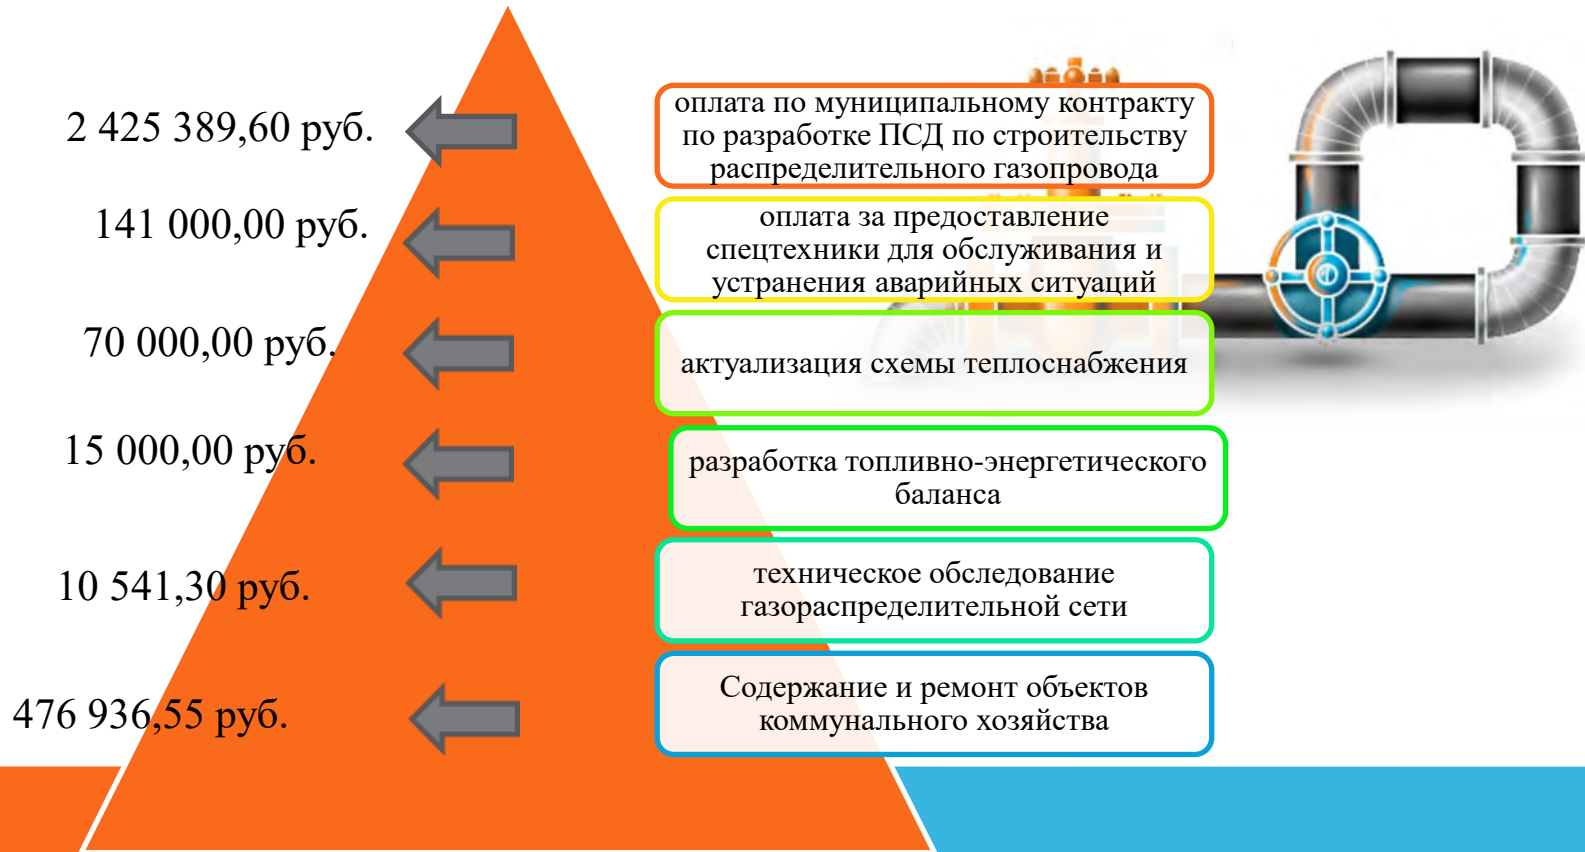 2 425 389,60 руб.
оплата по муниципальному контракту
по разработке ПСД по строительству
распределительного газопровода
141 000,00 руб.
оплата за предоставление
спецтехники для обслуживания и
устранения аварийных ситуаций
70 000,00 руб.
актуализация схемы теплоснабжения
15 000,00 руб.
разработка топливно-энергетического
баланса
10 541,30 руб.
техническое обследование
газораспределительной сети
476 936,55 руб.
Содержание и ремонт объектов
коммунального хозяйства